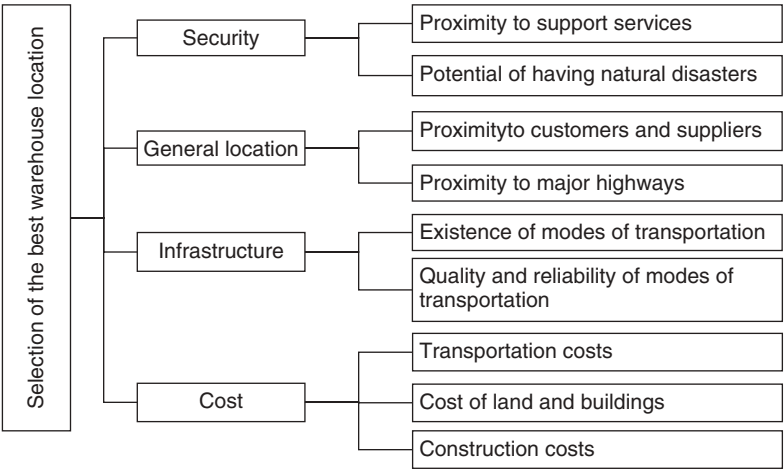 Selection of the best warehouse location
Security
Proximity to support services
Potential of having natural disasters
General location
Proximityto customers and suppliers
Proximity to major highways
Infrastructure
Existence of modes of transportation
Quality and reliability of modes of
transportation
Cost
Transportation costs
Cost of land and buildings
Construction costs